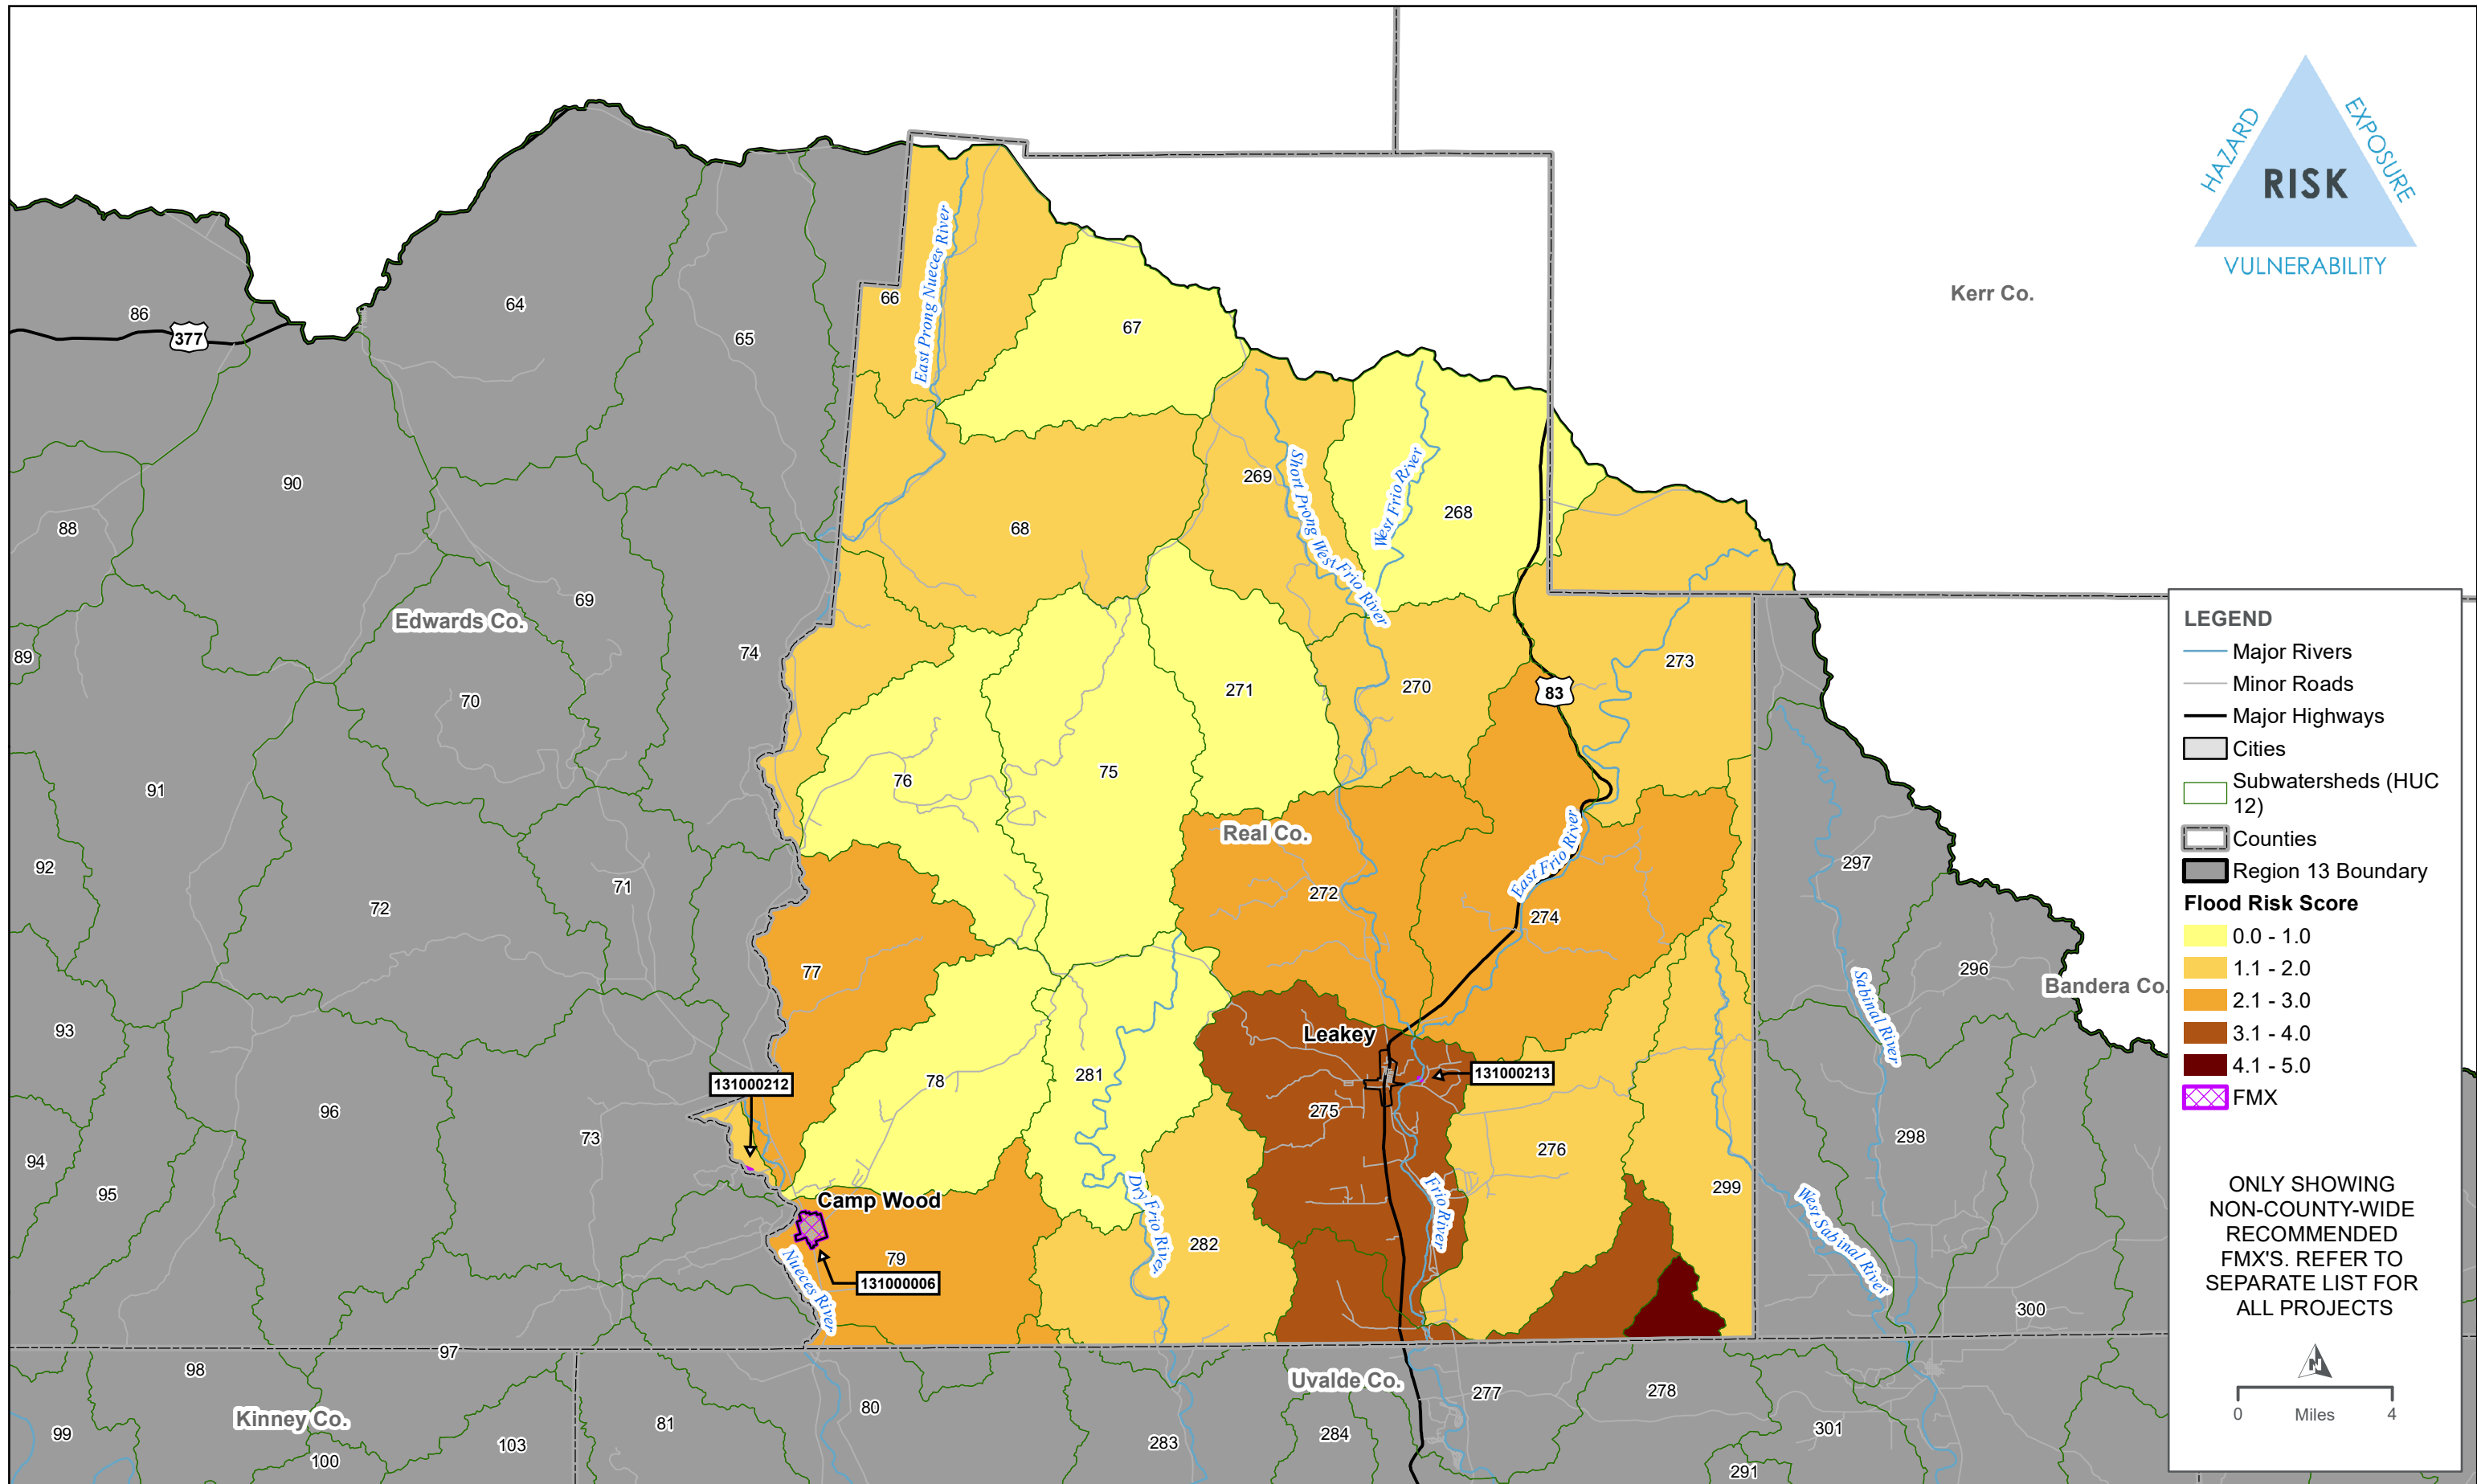 HAZARD
EXPOSURE
RISK
VULNERABILITY
Kerr Co.
86
377
64
65
66
East Prong Nueces River
67
90
88
68
269
Short Prong West Frio River
West Frio River
268
69
Edwards Co.
89
74
70
273
270
83
271
91
76
75
Real Co.
92
71
72
272
East Frio River
274
297
77
296
Bandera Co.
Sabinal River
93
Leakey
131000212
131000213
78
281
275
96
73
94
95
276
298
299
Camp Wood
79
131000006
Nueces River
Dry Frio River
282
Frio River
West Sabinal River
300
97
98
Kinney Co.
99
100
103
81
80
283
Uvalde Co.
284
277
278
301
291
LEGEND
Major Rivers
Minor Roads
Major Highways
Cities
Subwatersheds (HUC
12)
Counties
Region 13 Boundary
Flood Risk Score
0.0 - 1.0
1.1 - 2.0
2.1 - 3.0
3.1 - 4.0
4.1 - 5.0
FMX
ONLY SHOWING
NON-COUNTY-WIDE
RECOMMENDED
FMX'S. REFER TO
SEPARATE LIST FOR
ALL PROJECTS
N
0 Miles 4